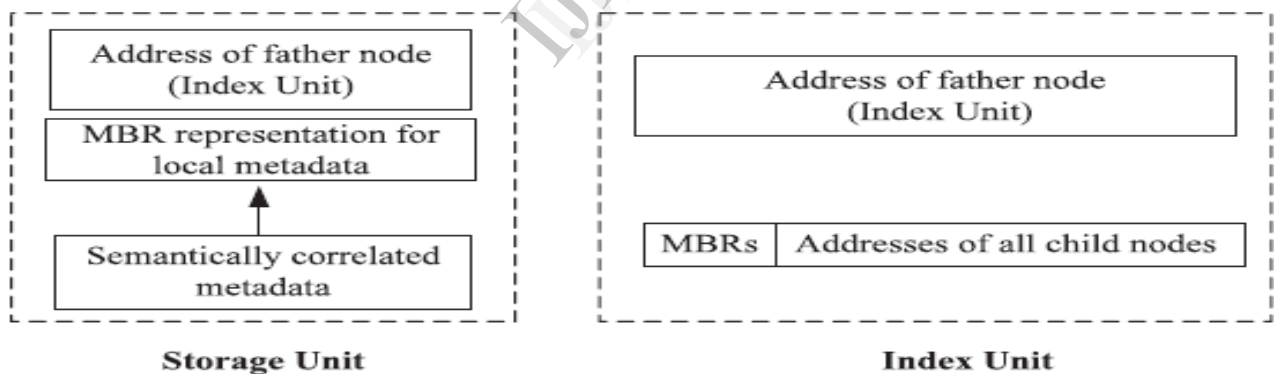 Address of father node
(Index Unit)
MBR representation for
local metadata
Semantically correlated
metadata
Storage Unit
Address of father node
(Index Unit)
MBRs Addresses of all child nodes
Index Unit